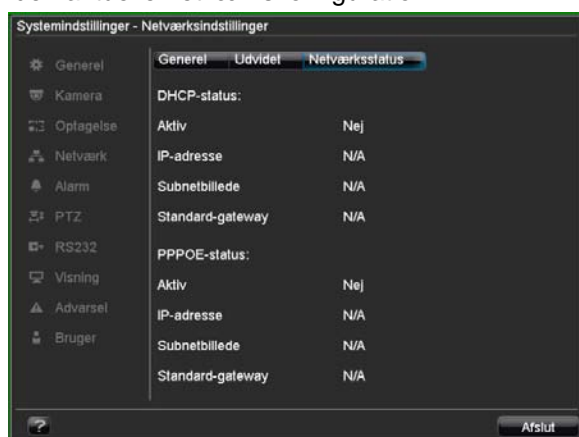 Systemindstillinger - Netværksindstillinger
Generel Udvidet Netværksstatus
Generel
Kamera
Optagelse
Netværk
Alarm
PTZ
RS232
Visning
Advarsel
Bruger
DHCP-status:
Aktiv Nej
IP-adresse N/A
Subnetbillede N/A
Standard-gateway N/A
PPPOE-status:
Aktiv Nej
IP-adresse N/A
Subnetbillede N/A
Standard-gateway N/A
?
Afslut